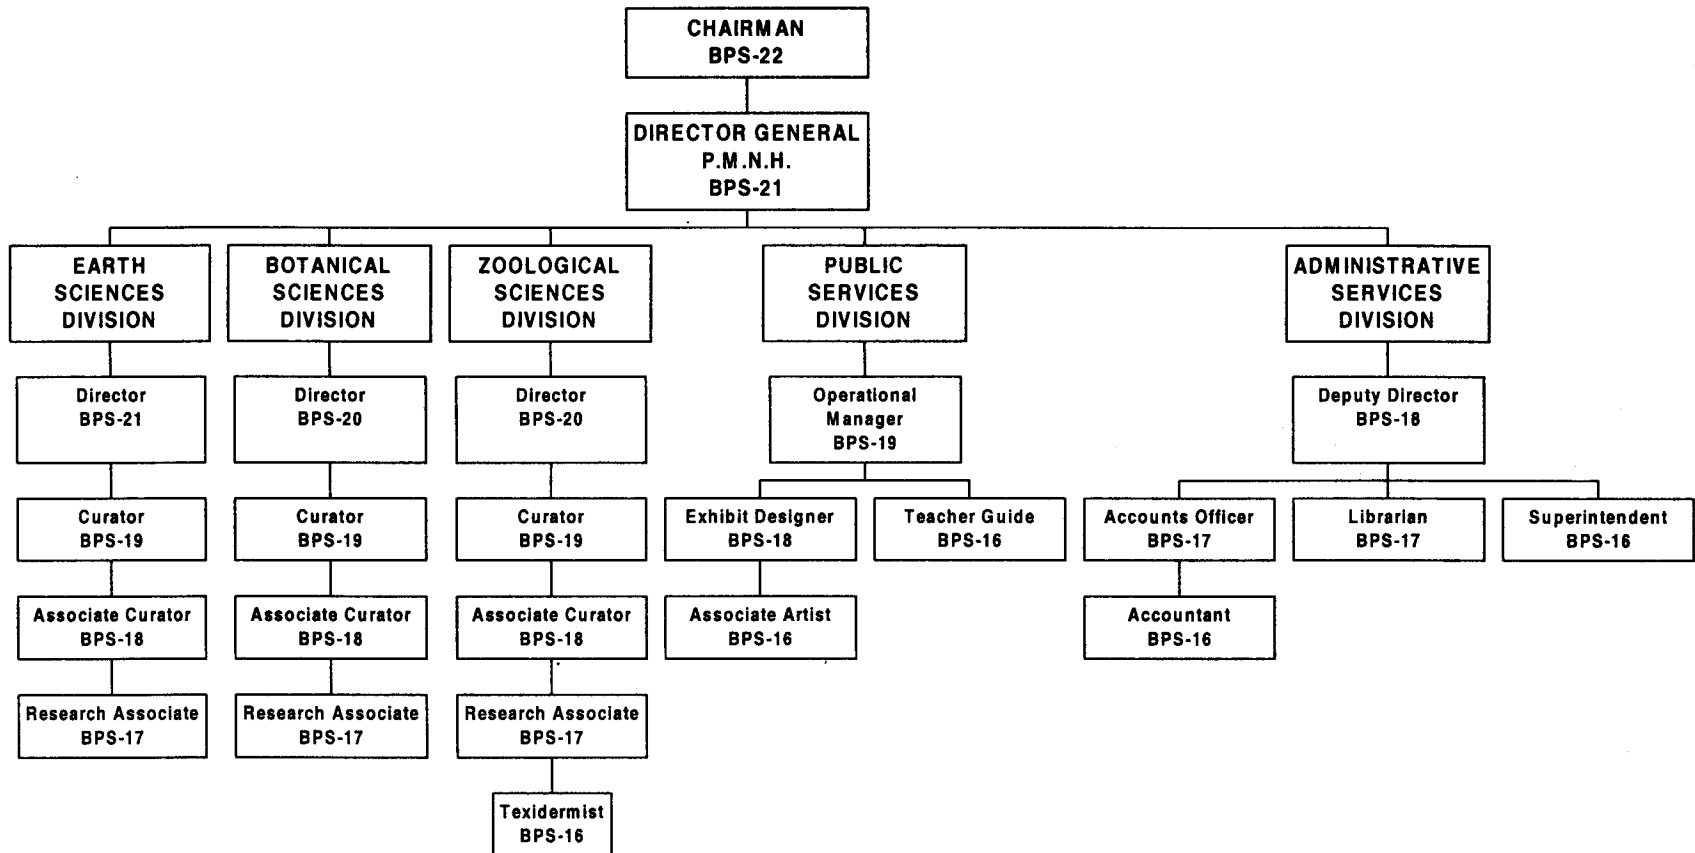 CHAIRMAN
BPS-22
DIRECTOR GENERAL
P.M.N.H.
BPS-21
EARTH
SCIENCES
DIVISION
Director
BPS-21
Curator
BPS-19
Associate Curator
BPS-18
Research Associate
BPS-17
BOTANICAL
SCIENCES
DIVISION
Director
BPS-20
Curator
BPS-19
Associate Curator
BPS-18
Research Associate
BPS-17
ZOOLOGICAL
SCIENCES
DIVISION
Director
BPS-20
Curator
BPS-19
Associate Curator
BPS-18
Research Associate
BPS-17
Texidermist
BPS-16
PUBLIC
SERVICES
DIVISION
Operational
Manager
BPS-19
Exhibit Designer
BPS-18
Associate Artist
BPS-16
Teacher Guide
BPS-16
ADMINISTRATIVE
SERVICES
DIVISION
Deputy Director
BPS-18
Accounts Officer
BPS-17
Accountant
BPS-16
Librarian
BPS-17
Superintendent
BPS-16